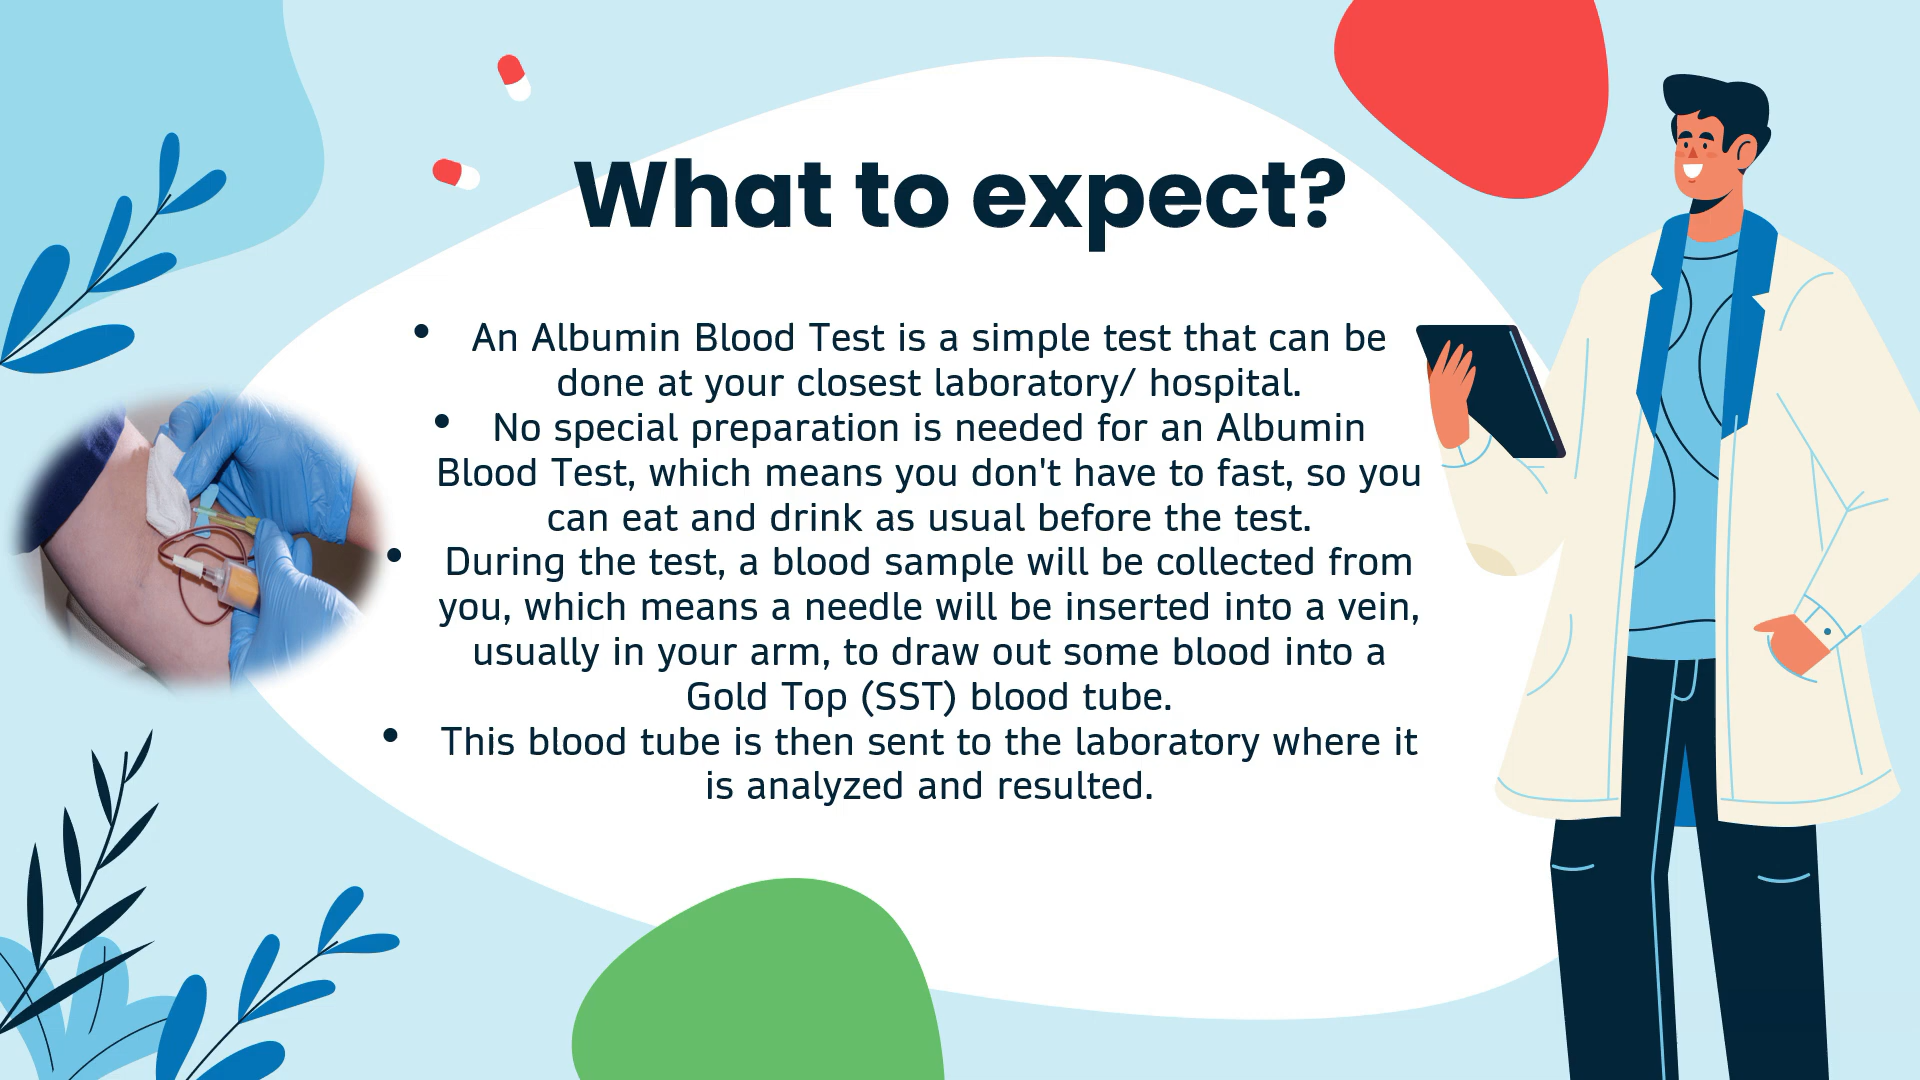 What to expect?
• An Albumin Blood Test is a simple test that can be
done at your closest laboratory/ hospital.
• No special preparation is needed for an Albumin
Blood Test, which means you don't have to fast, so you
can eat and drink as usual before the test.
• During the test, a blood sample will be collected from
you, which means a needle will be inserted into a vein,
usually in your arm, to draw out some blood into a
Gold Top (SST) blood tube.
• This blood tube is then sent to the laboratory where it
is analyzed and resulted.